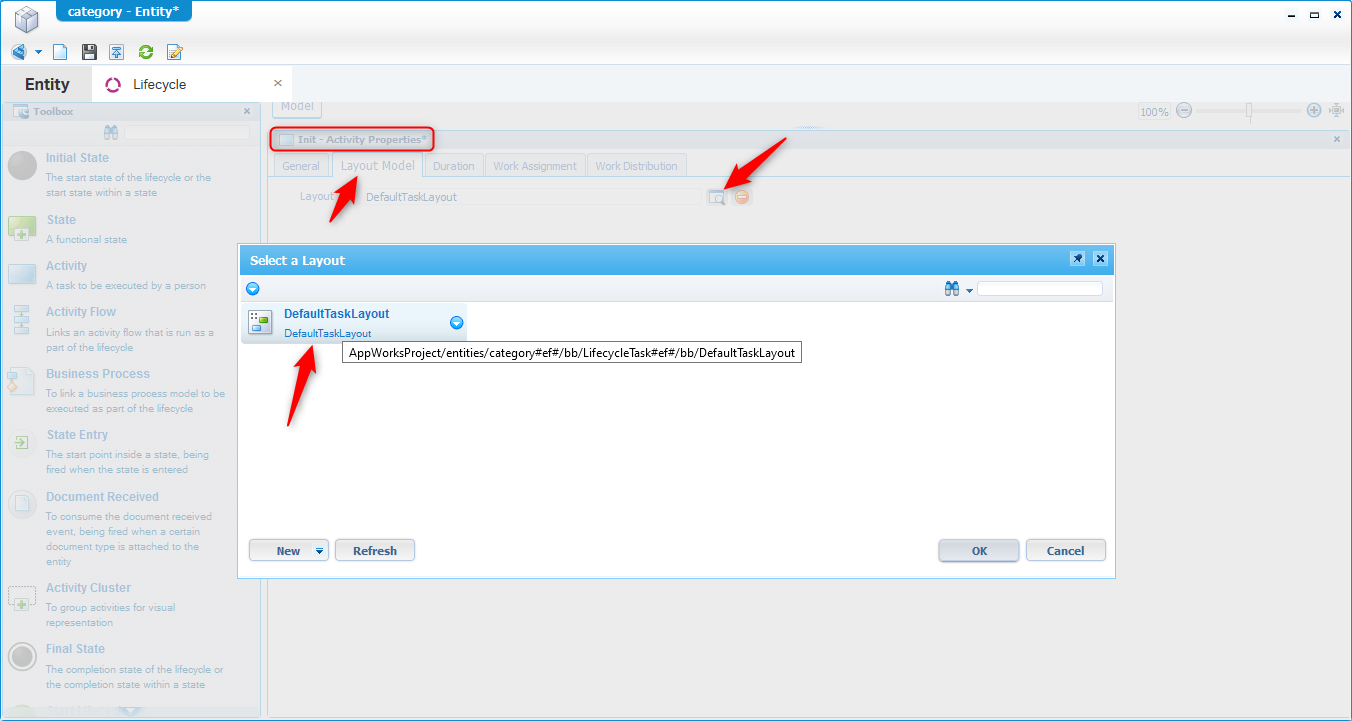 category - Entity*
Entity
Lifecycle
Toolbox
Initial State
The start state of the lifecycle or the
start state within a state
State
A functional state
Activity
A task to be executed by a person
Activity Flow
Links an activity flow that is run as a
part of the lifecycle
Business Process
To link a business process model to be
executed as part of the lifecycle
State Entry
The start point inside a state, being
fired when the state is entered
Document Received
To consume the document received
event, being fired when a certain
document type is attached to the
entity
Activity Cluster
To group activities for visual
representation
Final State
The completion state of the lifecycle or
the completion state within a state
Model
100%
Init - Activity Properties*
General
Layout Model
Duration
Work Assignment
Work Distribution
Layout
DefaultTaskLayout
Select a Layout
DefaultTaskLayout
DefaultTaskLayout
AppWorksProject/entities/category#ef#/bb/LifecycleTask#ef#/bb/DefaultTaskLayout
New
Refresh
OK
Cancel